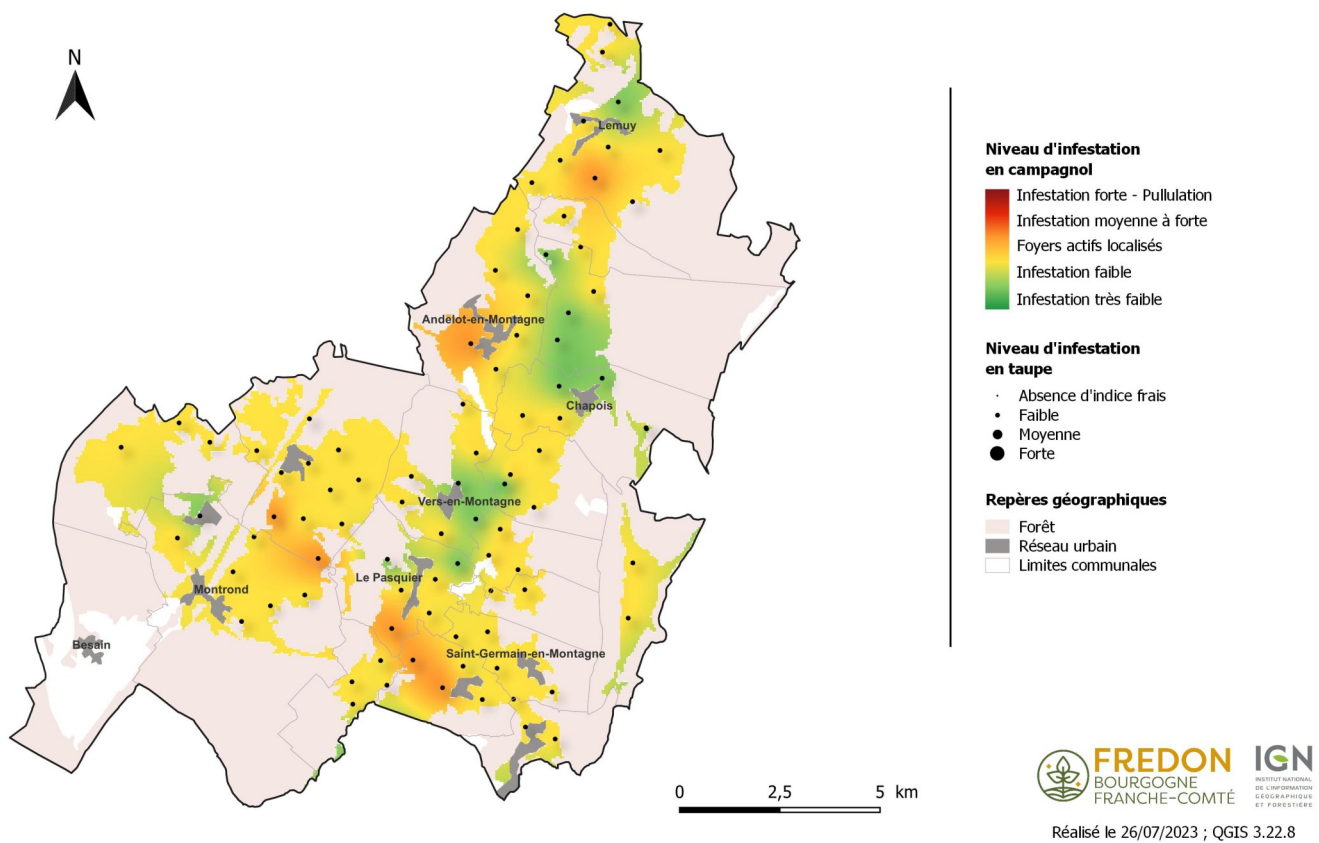 N
Lemuy
Andelot-en-Montagne
Chapois
Vers-en-Montagne
Le Pasquier
Montrond
Besain
Saint-Germain-en-Montagne
0 2,5 5 km
Niveau d'infestation
en campagnol
Infestation forte - Pullulation
Infestation moyenne à forte
Foyers actifs localisés
Infestation faible
Infestation très faible
Niveau d'infestation
en taupe
Absence d'indice frais
Faible
Moyenne
Forte
Repères géographiques
Forêt
Réseau urbain
Limites communales
FREDON
BOURGOGNE
FRANCHE-COMTÉ
IGN
INSTITUT NATIONAL
DE L'INFORMATION
GÉOGRAPHIQUE
ET FORESTIÈRE
Réalisé le 26/07/2023 ; QGIS 3.22.8